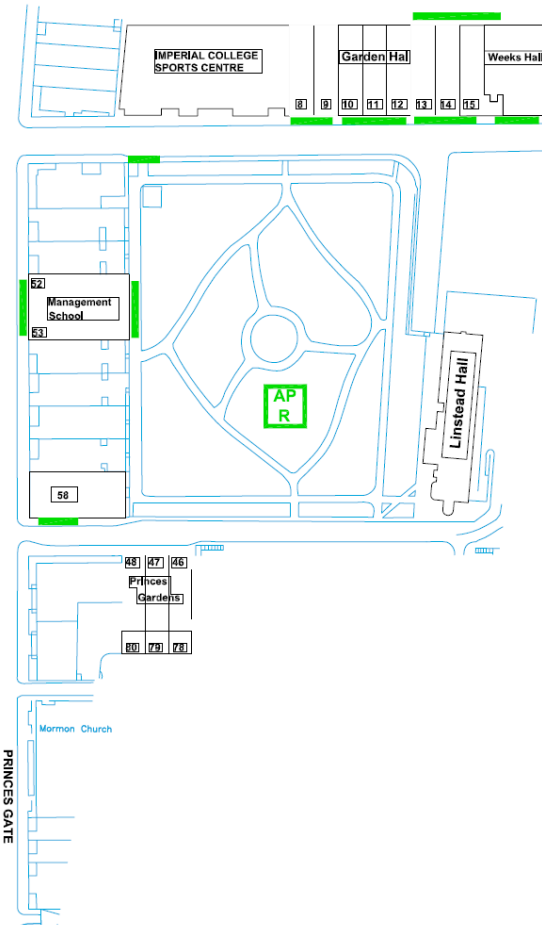 IMPERIAL COLLEGE
SPORTS CENTRE
Garden Hal
Weeks Hall
8 9 10 11 12 13 14 15
52
Management
School
53
AP
R
Linstead Hall
58
48 47 46
Princes
Gardens
80 79 78
Mormon Church
PRINCES GATE